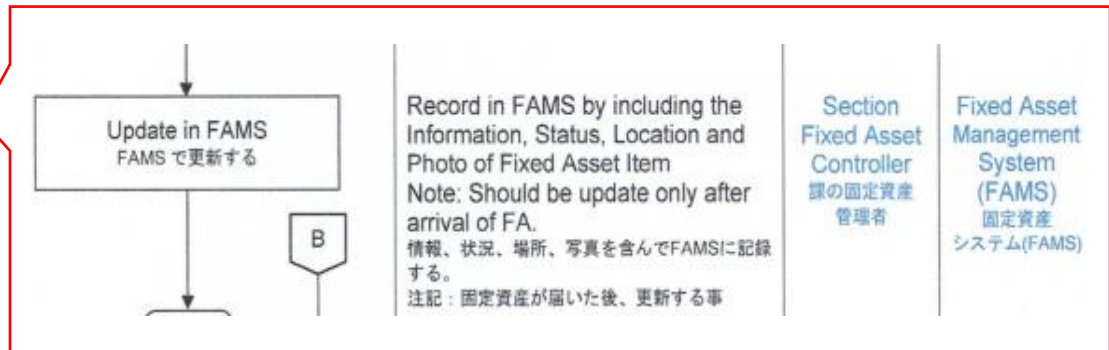 Update in FAMS
FAMS で更新する
B
Record in FAMS by including the
Information, Status, Location and
Photo of Fixed Asset Item
Note: Should be update only after
arrival of FA.
情報、状況、場所、写真を含んでFAMSに記録
する。
注記：固定資産が届いた後、更新する事
Section
Fixed Asset
Controller
課の固定資産
管理者
Fixed Asset
Management
System
(FAMS)
固定資産
システム(FAMS)